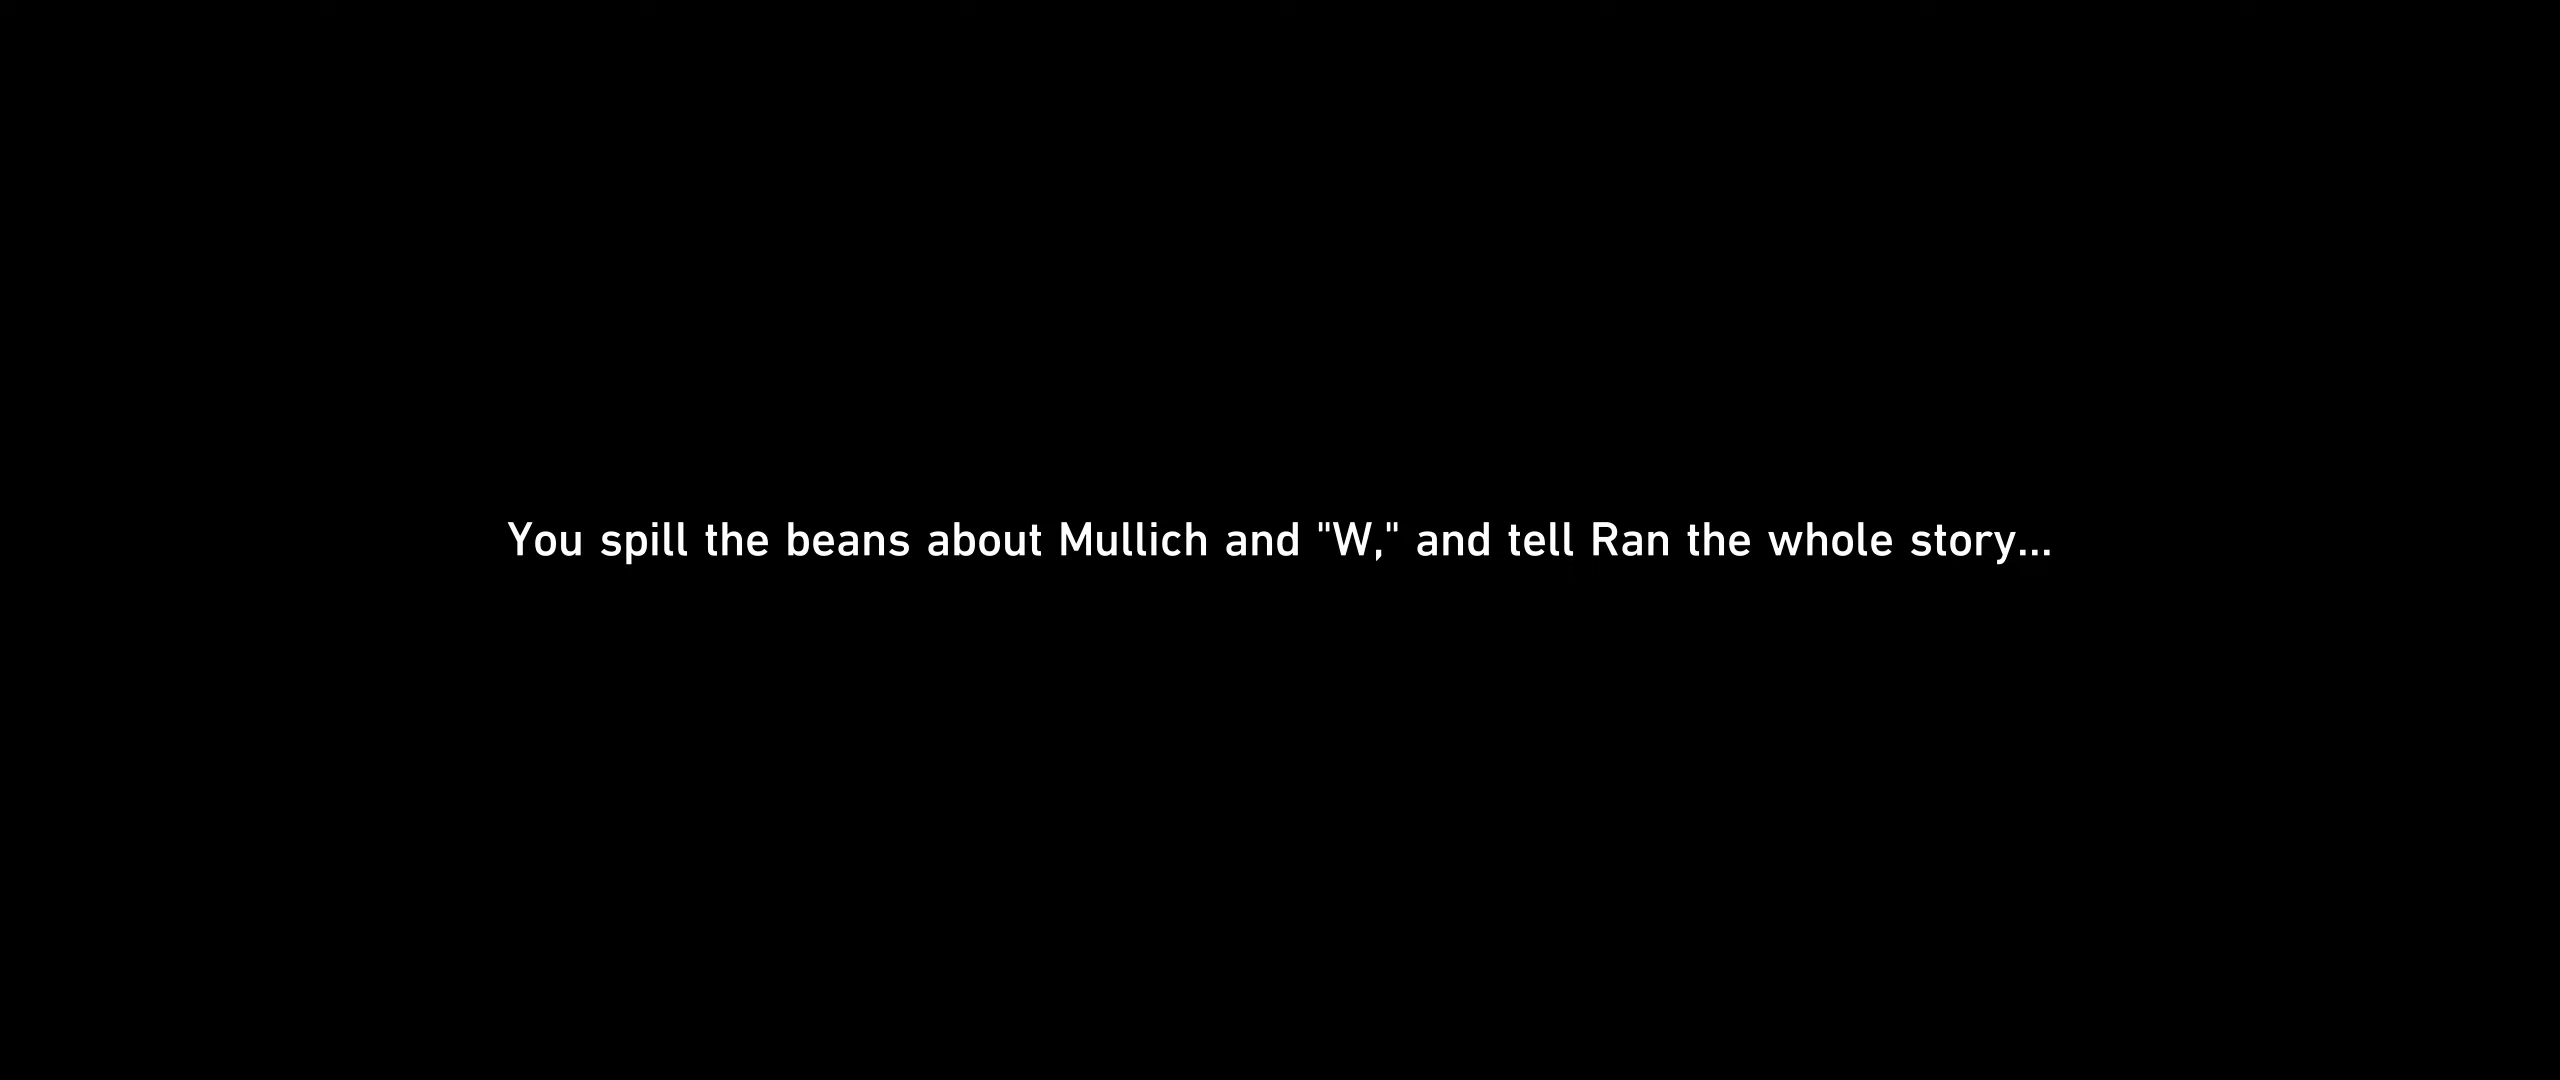 You spill the beans about Mullich and "W," and tell Ran the whole story...